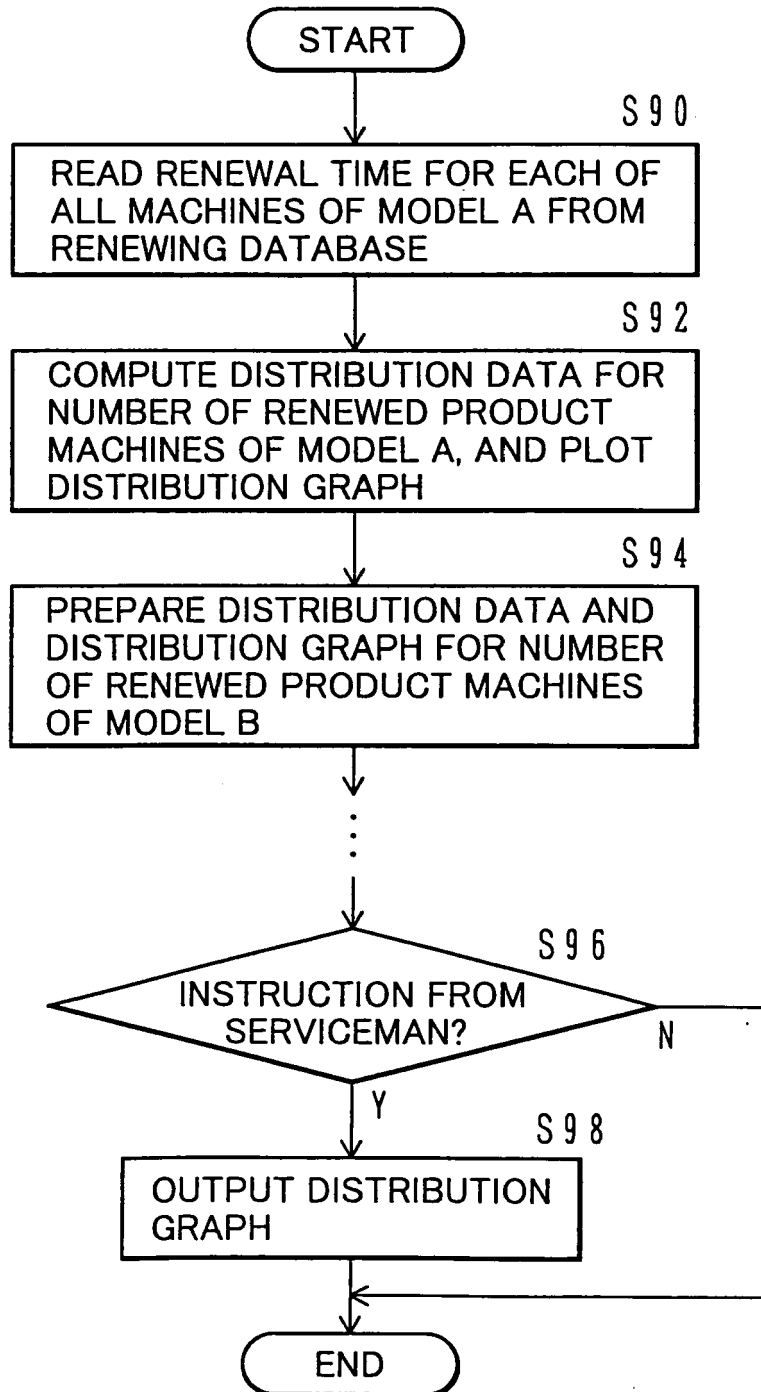 START
S90
READ RENEWAL TIME FOR EACH OF
ALL MACHINES OF MODEL A FROM
RENEWING DATABASE
S92
COMPUTE DISTRIBUTION DATA FOR
NUMBER OF RENEWED PRODUCT
MACHINES OF MODEL A, AND PLOT
DISTRIBUTION GRAPH
S94
PREPARE DISTRIBUTION DATA AND
DISTRIBUTION GRAPH FOR NUMBER
OF RENEWED PRODUCT MACHINES
OF MODEL B
S96
INSTRUCTION FROM
SERVICEMAN?
N
Y
S98
OUTPUT DISTRIBUTION
GRAPH
END